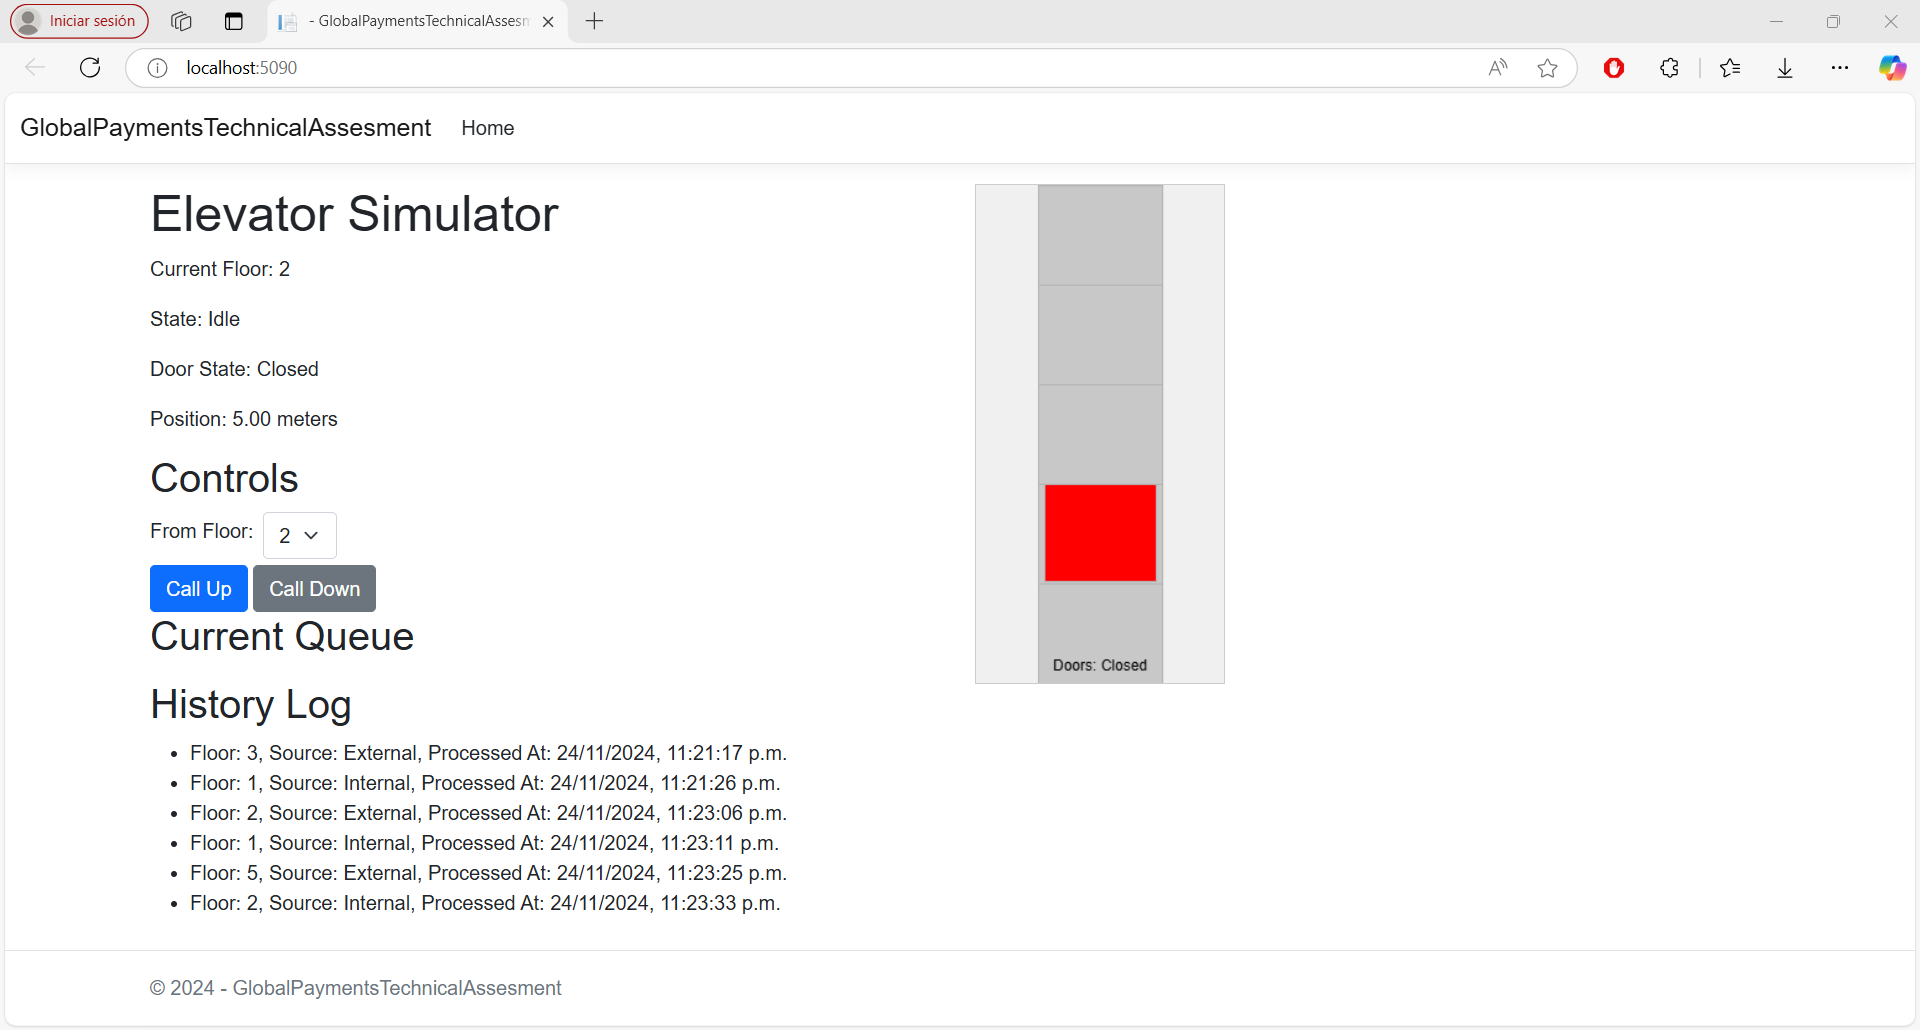 Iniciar sesión
- GlobalPaymentsTechnicalAssesm
localhost:5090
GlobalPaymentsTechnicalAssesment Home
Elevator Simulator
Current Floor: 2
State: Idle
Door State: Closed
Position: 5.00 meters
Controls
From Floor: 2
Call Up Call Down
Current Queue
History Log
• Floor: 3, Source: External, Processed At: 24/11/2024, 11:21:17 p.m.
• Floor: 1, Source: Internal, Processed At: 24/11/2024, 11:21:26 p.m.
• Floor: 2, Source: External, Processed At: 24/11/2024, 11:23:06 p.m.
• Floor: 1, Source: Internal, Processed At: 24/11/2024, 11:23:11 p.m.
• Floor: 5, Source: External, Processed At: 24/11/2024, 11:23:25 p.m.
• Floor: 2, Source: Internal, Processed At: 24/11/2024, 11:23:33 p.m.
Doors: Closed
© 2024 - GlobalPaymentsTechnicalAssesment